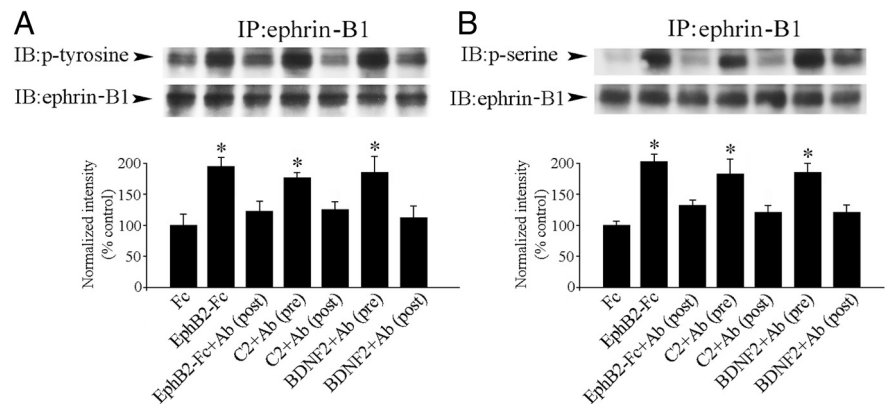 A
IP:ephrin-B1
IB:p-tyrosine
IB:ephrin-B1
Normalized intensity
(% control)
200
150
100
50
0
*
*
*
Fc
EphB2-Fc
EphB2-Fc+Ab (post)
C2+Ab (pre)
C2+Ab (post)
BDNF2+Ab (pre)
BDNF2+Ab (post)
B
IP:ephrin-B1
IB:p-serine
IB:ephrin-B1
Normalized intensity
(% control)
200
150
100
50
0
*
*
*
Fc
EphB2-Fc
EphB2-Fc+Ab (post)
C2+Ab (pre)
C2+Ab (post)
BDNF2+Ab (pre)
BDNF2+Ab (post)